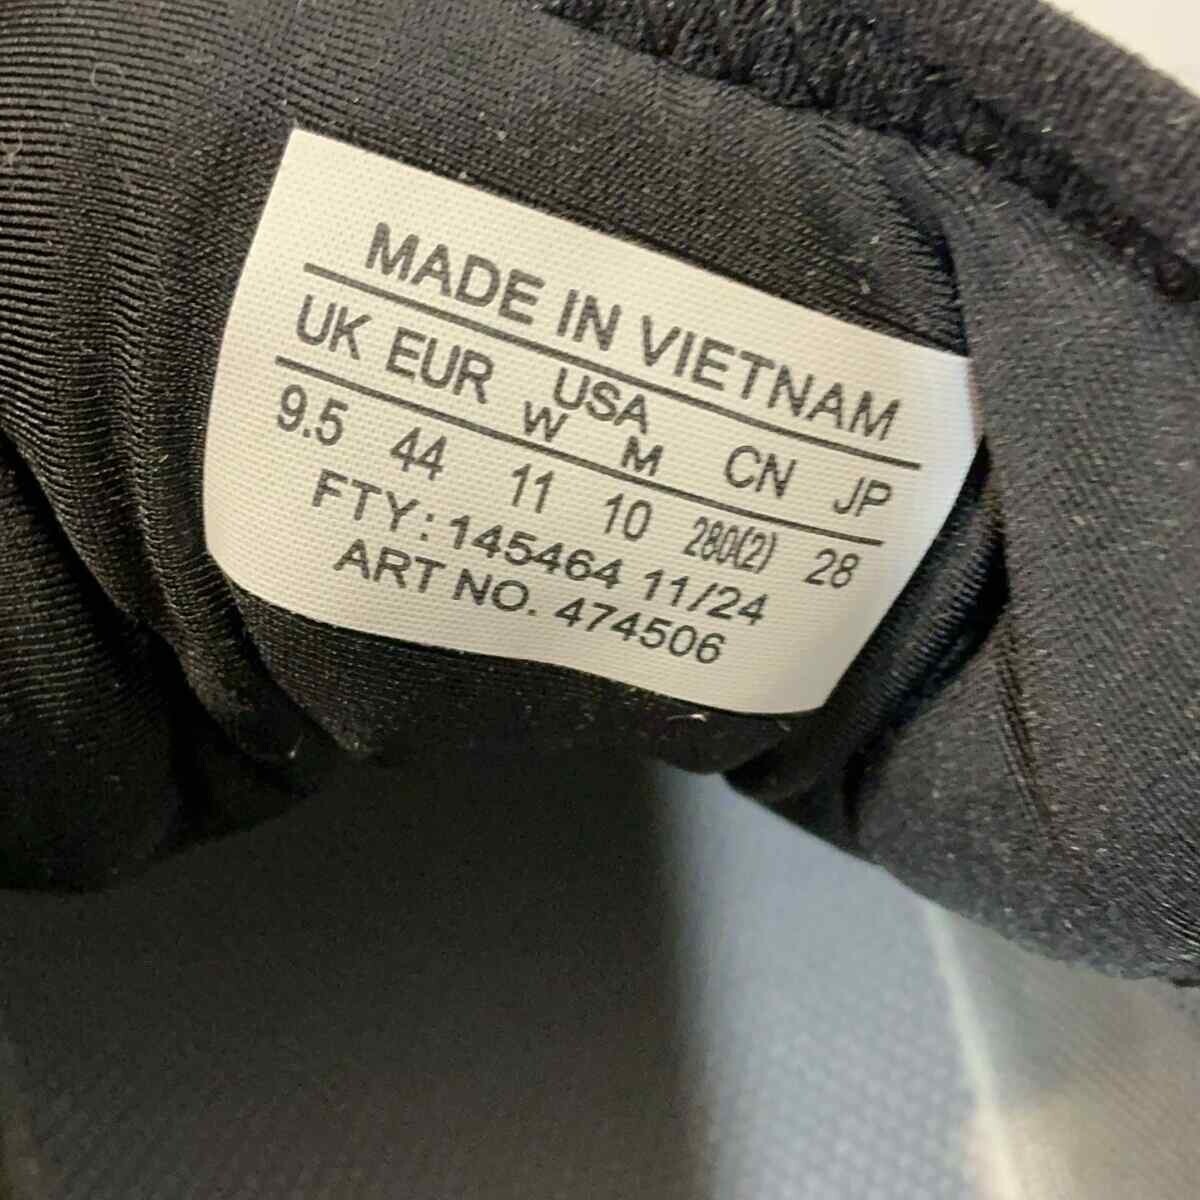 MADE IN VIETNAM
UK EUR USA CN JP
W M
9.5 44 11 10 280(2) 28
FTY: 145464 11/24
ART NO. 474506